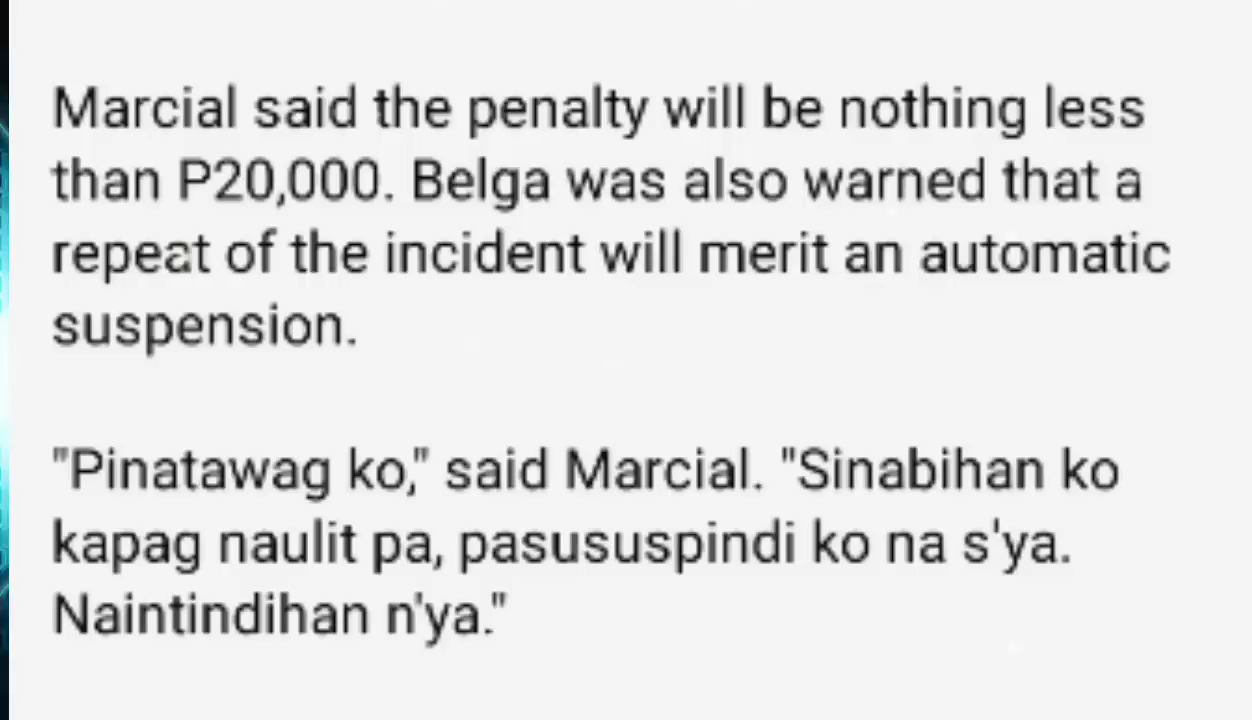 Marcial said the penalty will be nothing less
than P20,000. Belga was also warned that a
repeat of the incident will merit an automatic
suspension.
"Pinatawag ko," said Marcial. "Sinabihan ko
kapag naulit pa, pasususpindi ko na s'ya.
Naintindihan n'ya."